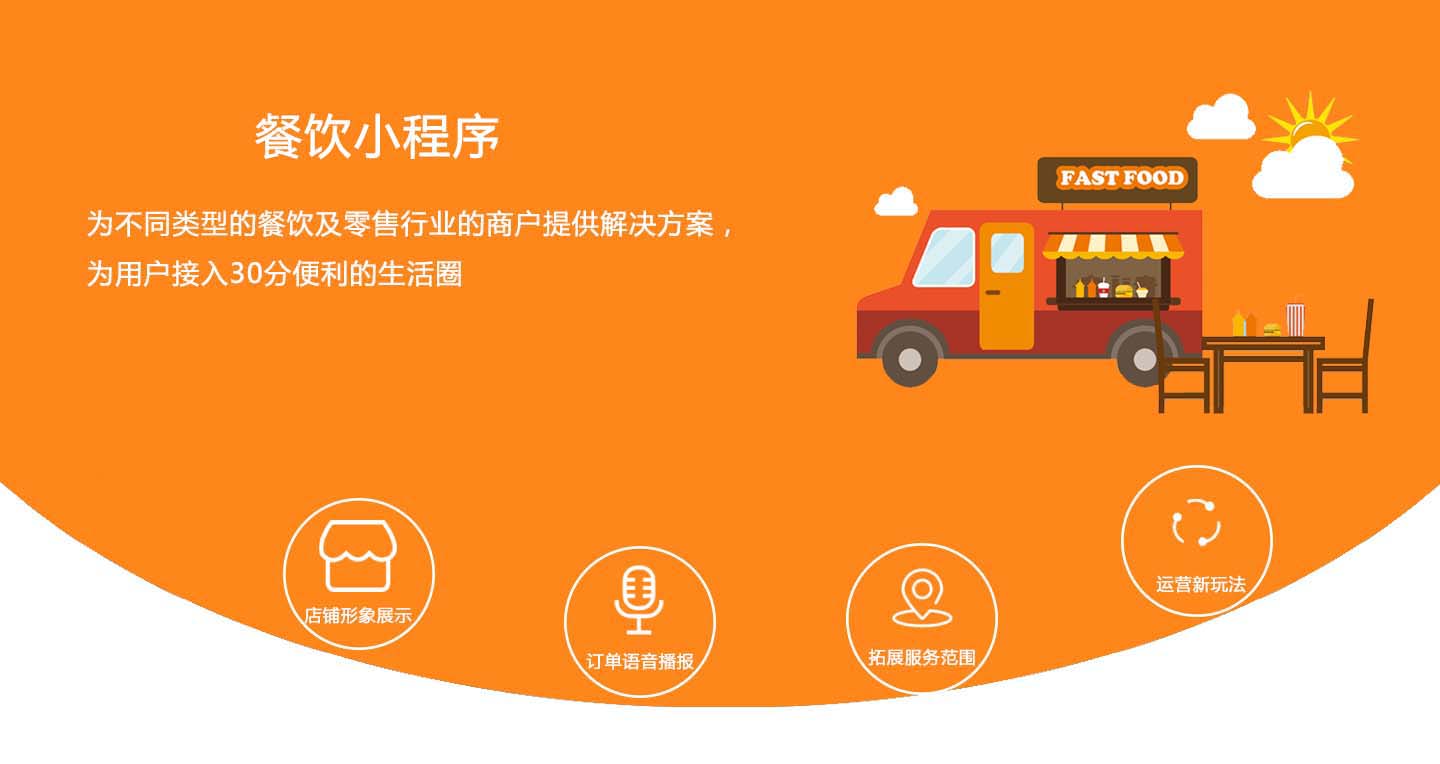 餐饮小程序
为不同类型的餐饮及零售行业的商户提供解决方案，
为用户接入30分便利的生活圈
FAST FOOD
店铺形象展示
订单语音播报
拓展服务范围
运营新玩法